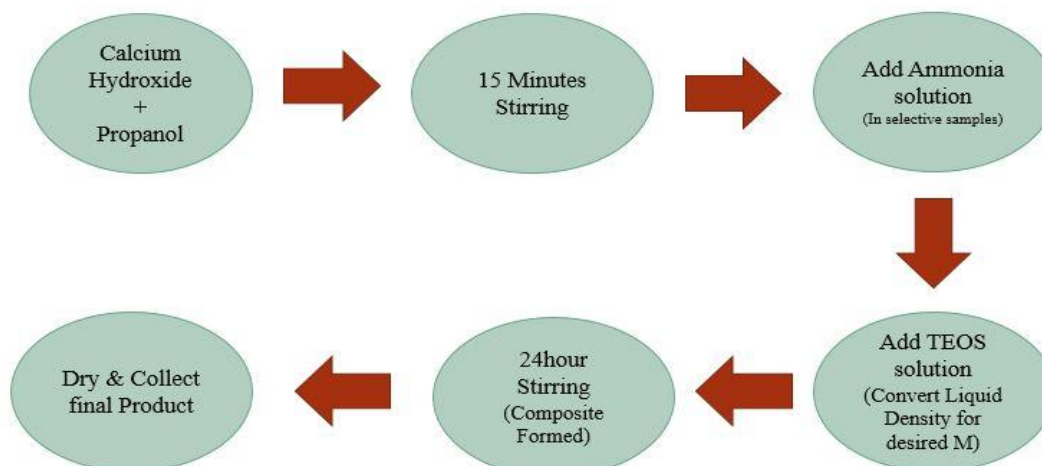 Calcium
Hydroxide
+
Propanol
15 Minutes
Stirring
Add Ammonia
solution
(In selective samples)
Add TEOS
solution
(Convert Liquid
Density for
desired M)
24hour
Stirring
(Composite
Formed)
Dry & Collect
final Product